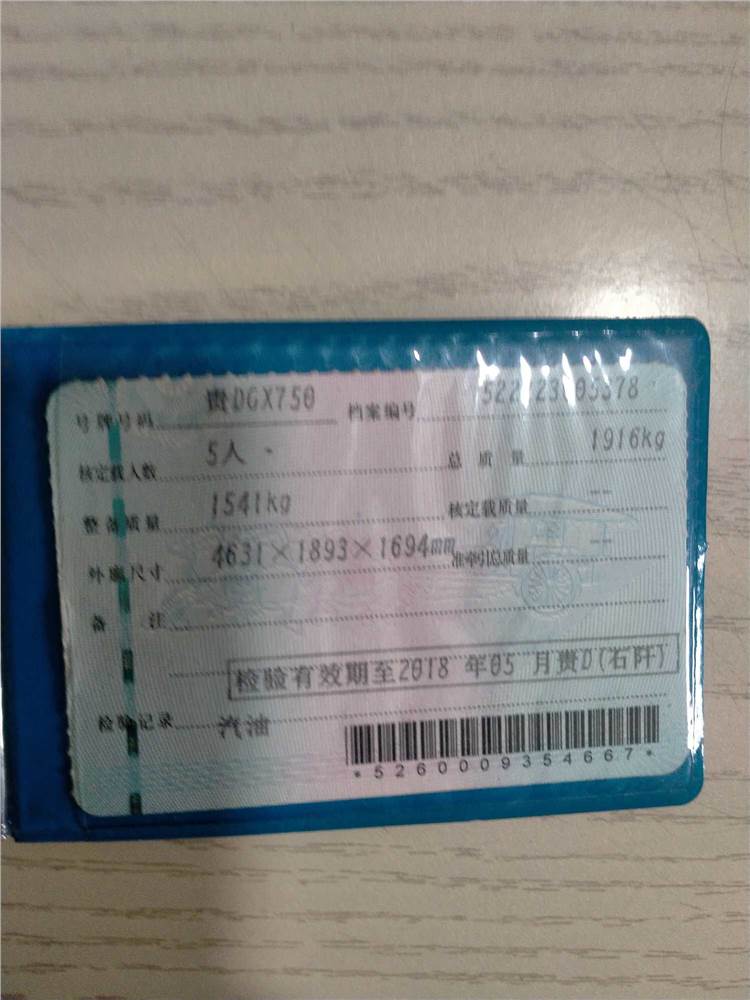 号牌号码 贵DGX750 档案编号
核定载人数 5人 总质量 1916kg
整备质量 1541kg 核定载质量 --
外廓尺寸 4631×1893×1694mm 准牵引总质量 --
备注
检验有效期至2018 年05 月贵D(石阡)
检验记录 汽油
*5260009354667*